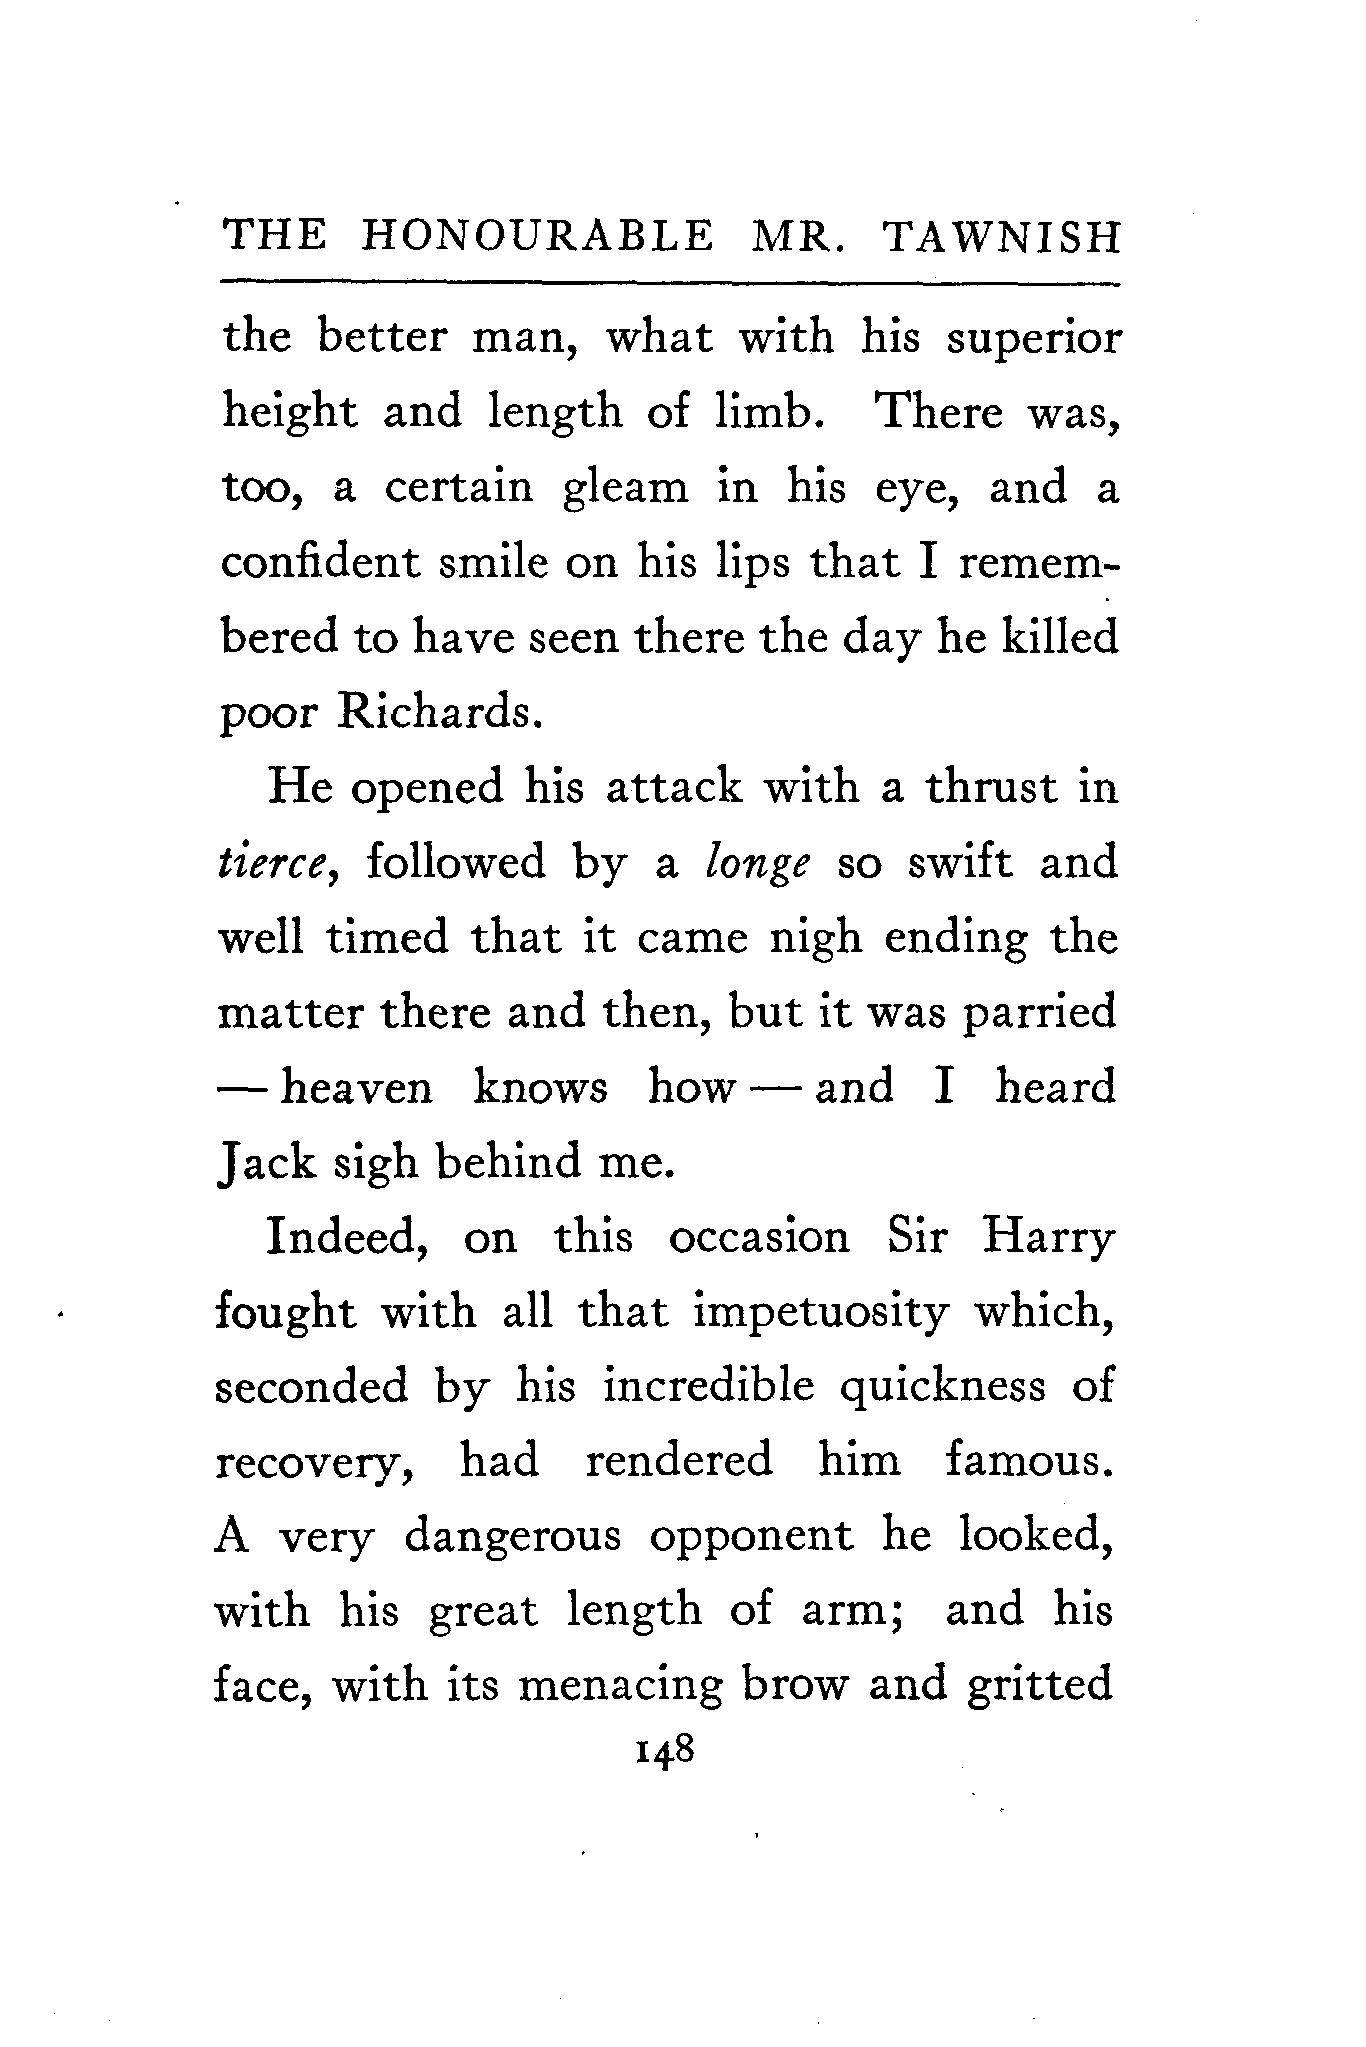 THE HONOURABLE MR. TAWNISH
the better man, what with his superior
height and length of limb. There was,
too, a certain gleam in his eye, and a
confident smile on his lips that I remem-
bered to have seen there the day he killed
poor Richards.
He opened his attack with a thrust in
tierce, followed by a longe so swift and
well timed that it came nigh ending the
matter there and then, but it was parried
— heaven knows how — and I heard
Jack sigh behind me.
Indeed, on this occasion Sir Harry
fought with all that impetuosity which,
seconded by his incredible quickness of
recovery, had rendered him famous.
A very dangerous opponent he looked,
with his great length of arm; and his
face, with its menacing brow and gritted
148